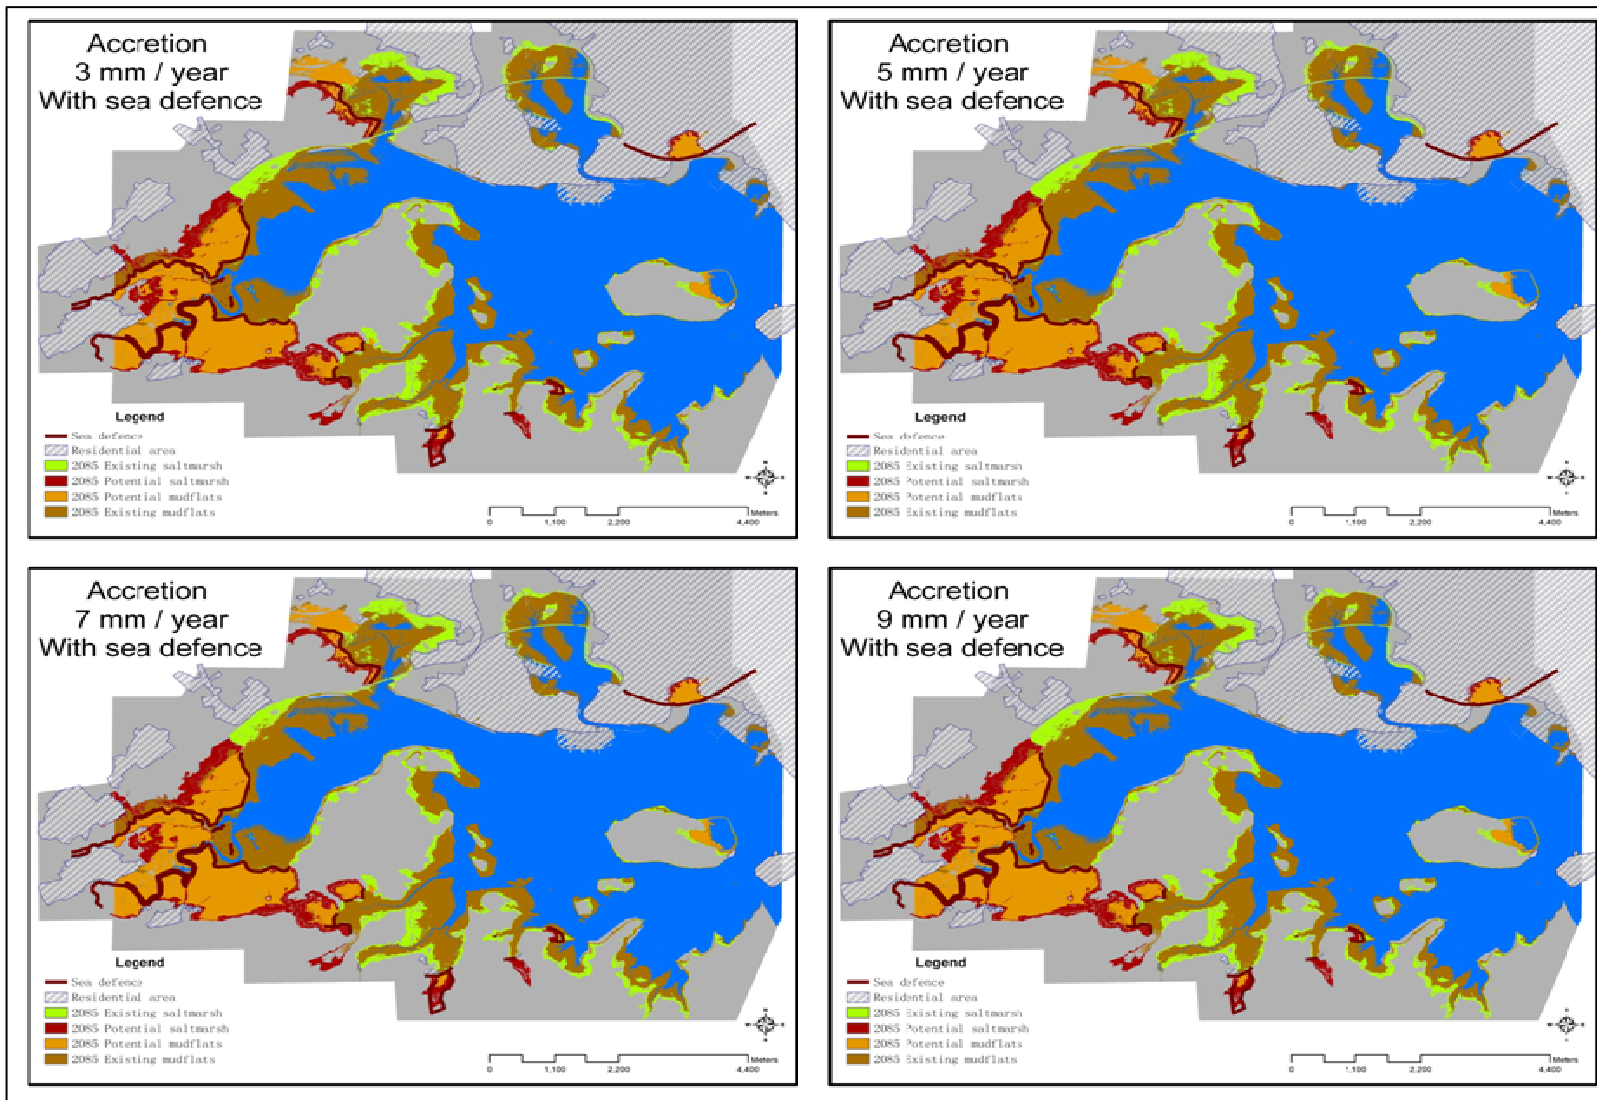 Accretion
3 mm / year
With sea defence
Legend
Sea defence
Residential area
2085 Existing saltmarsh
2085 Potential saltmarsh
2085 Potential mudflats
2085 Existing mudflats
0 1,100 2,200 4,400 Meters
Accretion
5 mm / year
With sea defence
Legend
Sea defence
Residential area
2085 Existing saltmarsh
2085 Potential saltmarsh
2085 Potential mudflats
2085 Existing mudflats
0 1,100 2,200 4,400 Meters
Accretion
7 mm / year
With sea defence
Legend
Sea defence
Residential area
2085 Existing saltmarsh
2085 Potential saltmarsh
2085 Potential mudflats
2085 Existing mudflats
0 1,100 2,200 4,400 Meters
Accretion
9 mm / year
With sea defence
Legend
Sea defence
Residential area
2085 Existing saltmarsh
2085 Potential saltmarsh
2085 Potential mudflats
2085 Existing mudflats
0 1,100 2,200 4,400 Meters